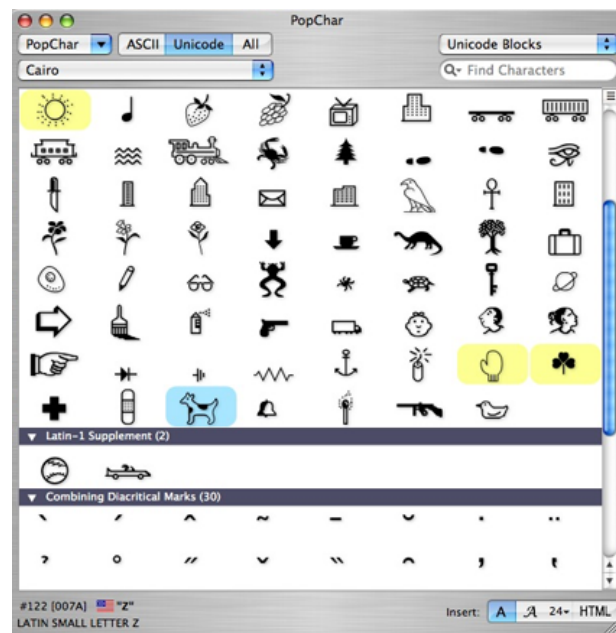 PopChar
PopChar ASCII Unicode All Unicode Blocks
Cairo Find Characters
Latin-1 Supplement (2)
Combining Diacritical Marks (30)
#122 [007A] "Z" Insert: A A 24 HTML
LATIN SMALL LETTER Z